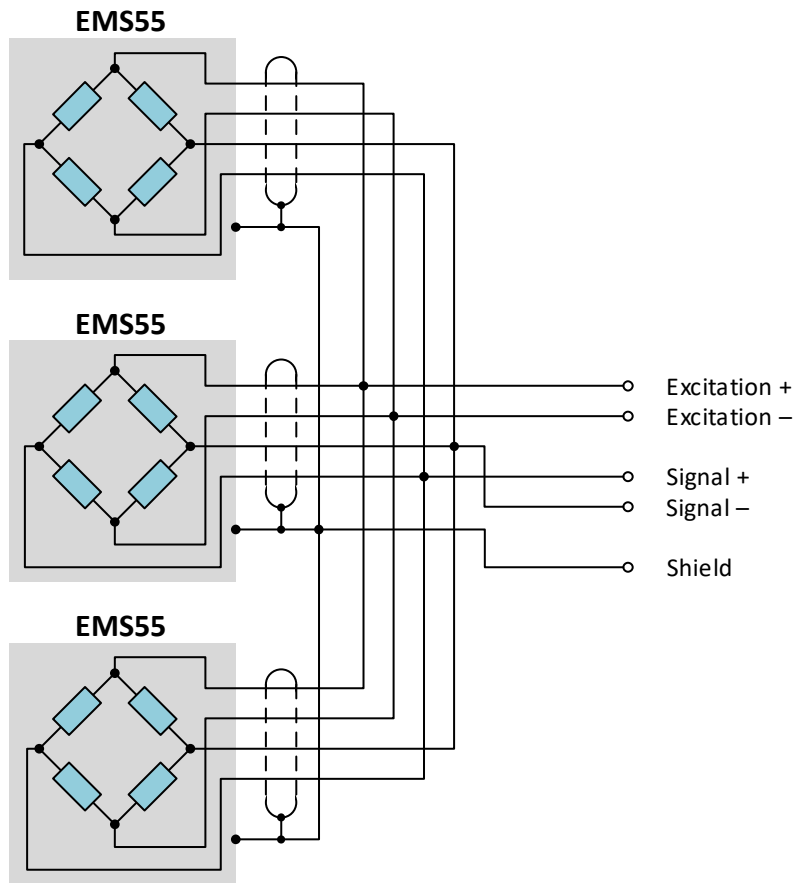 EMS55
EMS55
Excitation +
Excitation –
Signal +
Signal –
Shield
EMS55